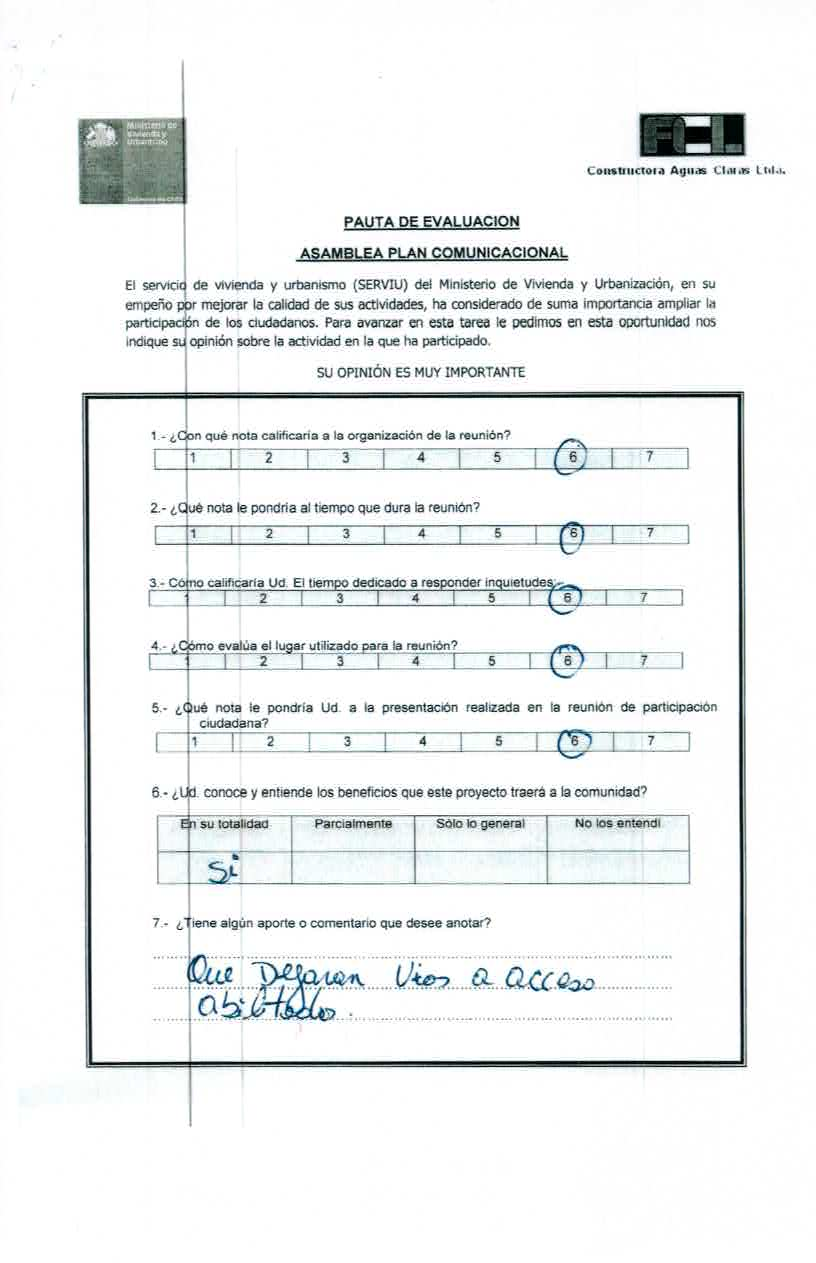 Ministerio de
Vivienda y
Urbanismo
Gobierno de Chile
ACL
Constructora Aguas Claras Ltda.
PAUTA DE EVALUACION
ASAMBLEA PLAN COMUNICACIONAL
El servicio de vivienda y urbanismo (SERVIU) del Ministerio de Vivienda y Urbanización, en su
empeño por mejorar la calidad de sus actividades, ha considerado de suma importancia ampliar la
participación de los ciudadanos. Para avanzar en esta tarea le pedimos en esta oportunidad nos
indique su opinión sobre la actividad en la que ha participado.
SU OPINIÓN ES MUY IMPORTANTE
1.- ¿Con qué nota calificaría a la organización de la reunión?
1 2 3 4 5 6 7
2.- ¿Qué nota le pondría al tiempo que dura la reunión?
1 2 3 4 5 6 7
3.- Cómo calificaría Ud. El tiempo dedicado a responder inquietudes.-
1 2 3 4 5 6 7
4.- ¿Cómo evalúa el lugar utilizado para la reunión?
1 2 3 4 5 6 7
5.- ¿Qué nota le pondría Ud. a la presentación realizada en la reunión de participación
ciudadana?
1 2 3 4 5 6 7
6.- ¿Ud. conoce y entiende los beneficios que este proyecto traerá a la comunidad?
En su totalidad Parcialmente Sólo lo general No los entendí
Si
7.- ¿Tiene algún aporte o comentario que desee anotar?
Que Dejaran Vios a acceso
abilitados.